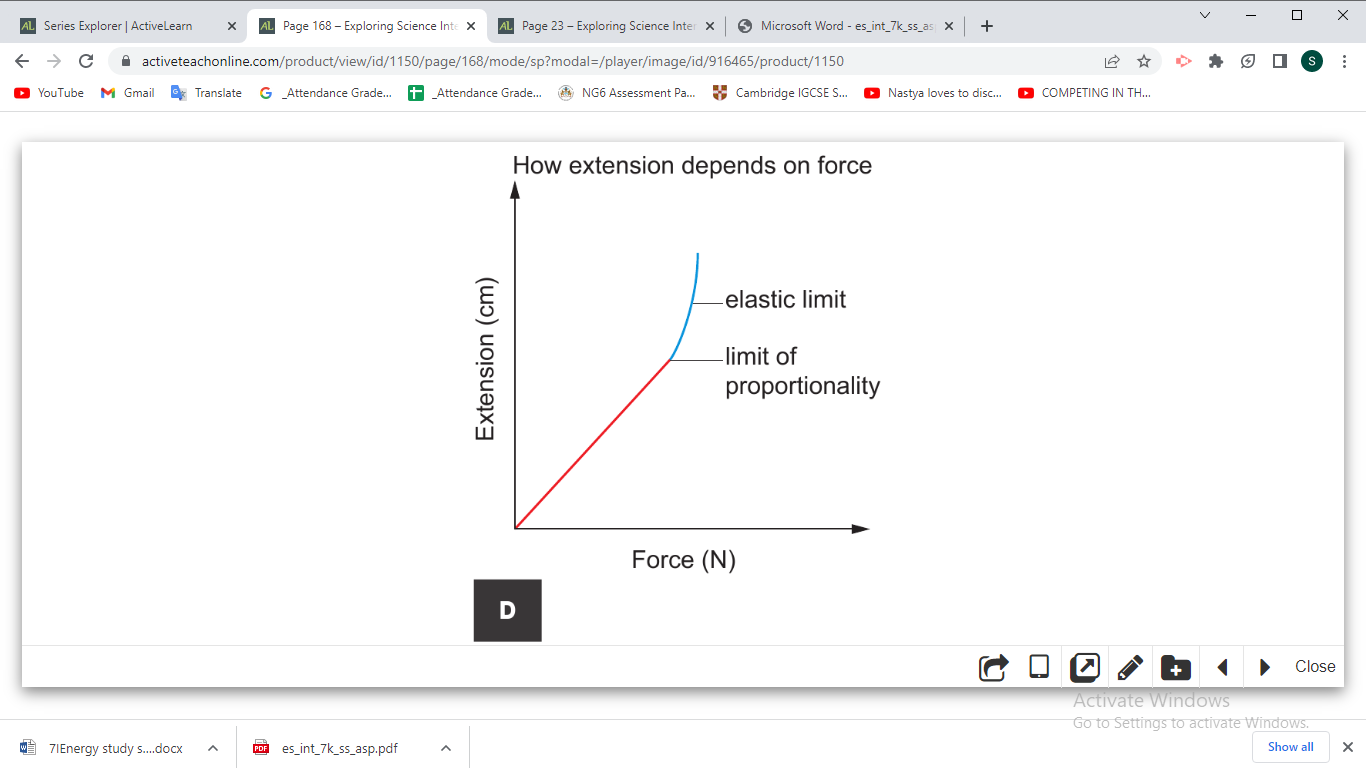 Series Explorer | ActiveLearn
Page 168 – Exploring Science Inte
Page 23 – Exploring Science Inter
Microsoft Word - es_int_7k_ss_as
activeteachonline.com/product/view/id/1150/page/168/mode/sp?modal=/player/image/id/916465/product/1150
S
YouTube
Gmail
Translate
_Attendance Grade...
_Attendance Grade...
NG6 Assessment Pa...
Cambridge IGCSE S...
Nastya loves to disc...
COMPETING IN TH...
How extension depends on force
Extension (cm)
elastic limit
limit of
proportionality
Force (N)
D
Close
Activate Windows
Go to Settings to activate Windows.
7IEnergy study s....docx
es_int_7k_ss_asp.pdf
Show all